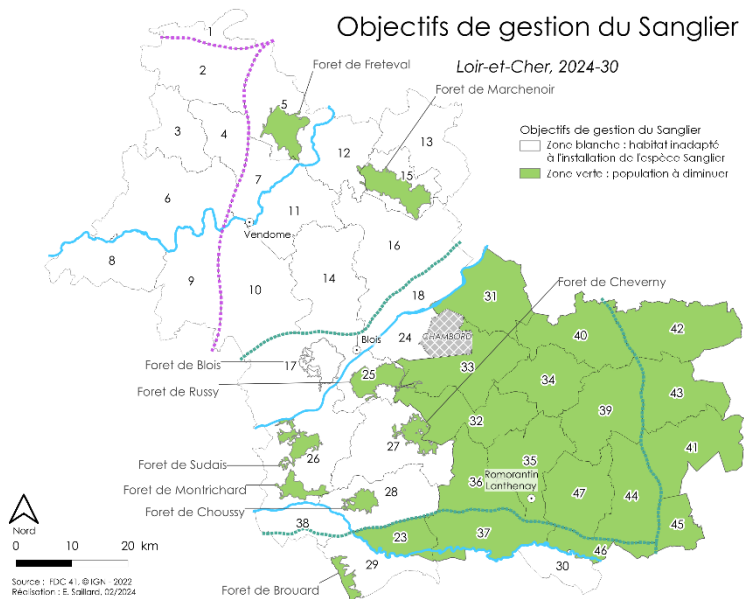 Objectifs de gestion du Sanglier
Loir-et-Cher, 2024-30
Foret de Freteval
Foret de Marchenoir
Objectifs de gestion du Sanglier
Zone blanche : habitat inadapté
à l'installation de l'espèce Sanglier
Zone verte : population à diminuer
1
2
3
4
5
6
7
8
9
10
11
12
13
14
15
16
Vendome
Foret de Cheverny
17
18
Blois
24
CHAMBORD
31
40
42
Foret de Blois
Foret de Russy
25
33
34
43
39
32
27
41
Foret de Sudais
26
35
Foret de Montrichard
28
36
Romorantin
Lanthenay
47
44
Foret de Choussy
45
38
23
37
46
29
30
Foret de Brouard
Nord
0 10 20 km
Source : FDC 41, © IGN - 2022
Réalisation : E. Saillard, 02/2024